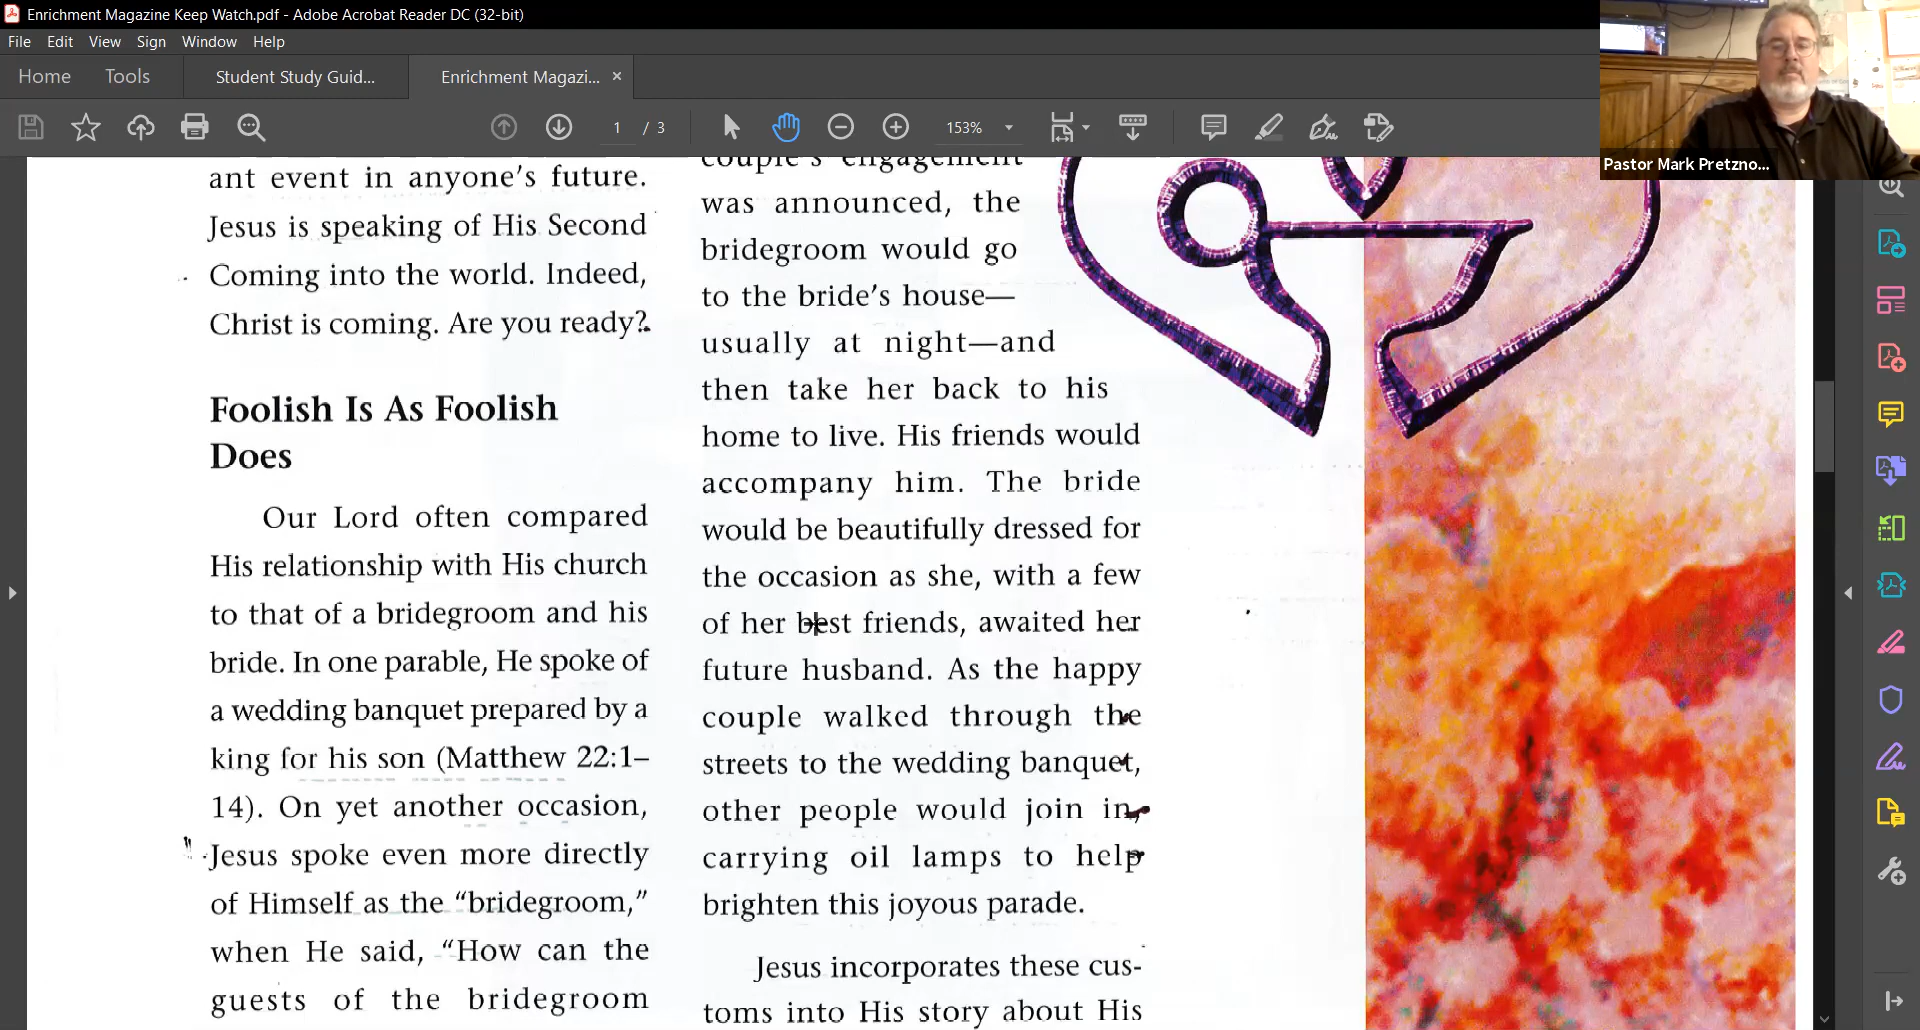 Enrichment Magazine Keep Watch.pdf - Adobe Acrobat Reader DC (32-bit)
File Edit View Sign Window Help
Home Tools Student Study Guid... Enrichment Magazi... ×
1 / 3 153%
Pastor Mark Pretzno...
ant event in anyone's future.
Jesus is speaking of His Second
Coming into the world. Indeed,
Christ is coming. Are you ready?
Foolish Is As Foolish
Does
Our Lord often compared
His relationship with His church
to that of a bridegroom and his
bride. In one parable, He spoke of
a wedding banquet prepared by a
king for his son (Matthew 22:1–
14). On yet another occasion,
Jesus spoke even more directly
of Himself as the “bridegroom,”
when He said, “How can the
guests of the bridegroom
couple's engagement
was announced, the
bridegroom would go
to the bride's house—
usually at night—and
then take her back to his
home to live. His friends would
accompany him. The bride
would be beautifully dressed for
the occasion as she, with a few
of her best friends, awaited her
future husband. As the happy
couple walked through the
streets to the wedding banquet,
other people would join in,
carrying oil lamps to help
brighten this joyous parade.
Jesus incorporates these cus-
toms into His story about His